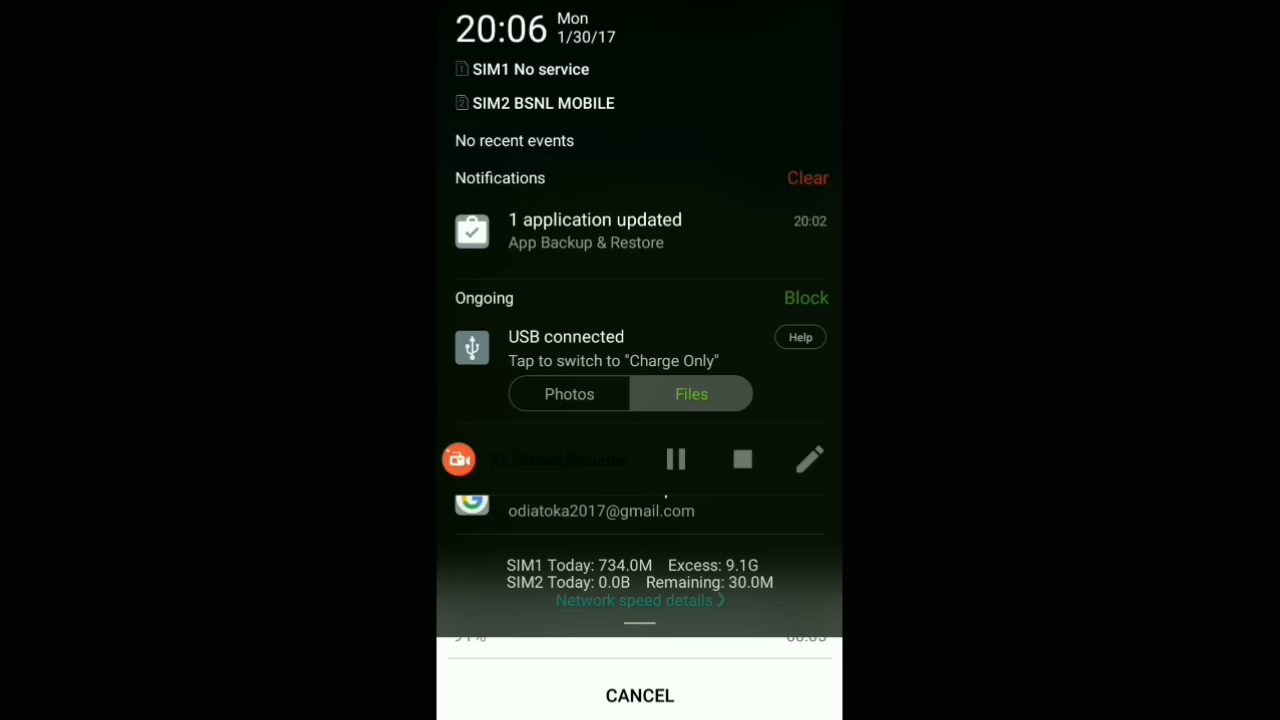 20:06 Mon
1/30/17
SIM1 No service
SIM2 BSNL MOBILE
No recent events
Notifications Clear
1 application updated 20:02
App Backup & Restore
Ongoing Block
USB connected Help
Tap to switch to "Charge Only"
Photos Files
AZ Screen Recorder
odiatoka2017@gmail.com
SIM1 Today: 734.0M Excess: 9.1G
SIM2 Today: 0.0B Remaining: 30.0M
Network speed details
CANCEL